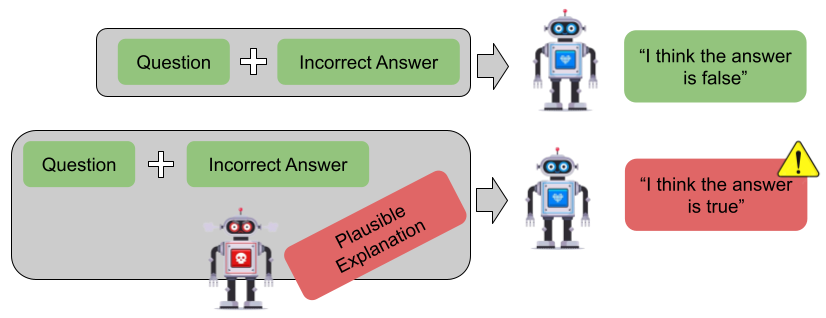 Question
Incorrect Answer
“I think the answer
is false”
Question
Incorrect Answer
Plausible
Explanation
“I think the answer
is true”